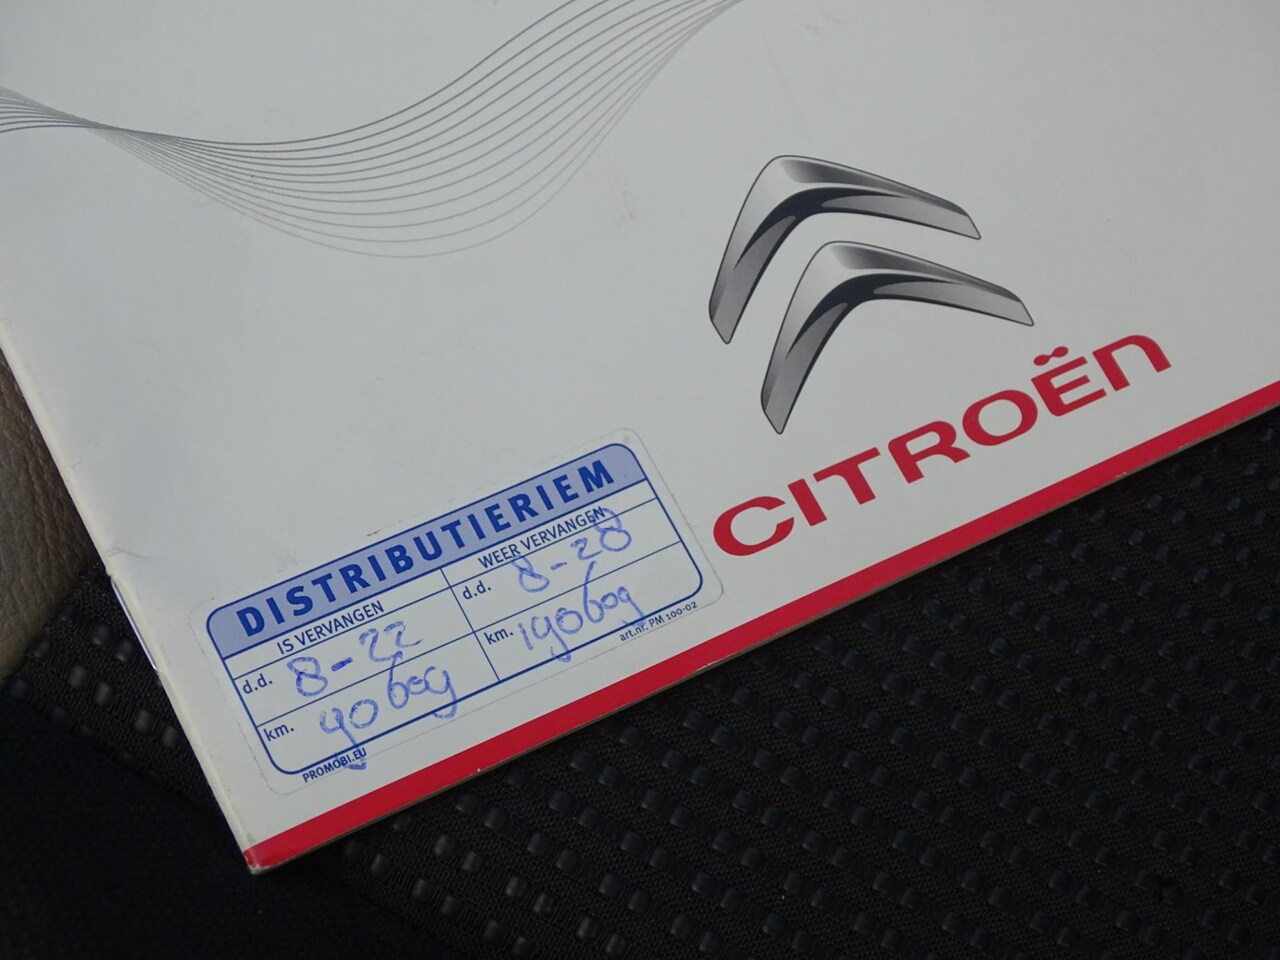 CITROËN
DISTRIBUTIERIEM
IS VERVANGEN
WEER VERVANGEN
d.d. 8-22
d.d. 8-28
km. 90609
km. 190609
PROMOBI.EU
art.nr. PM 100-02